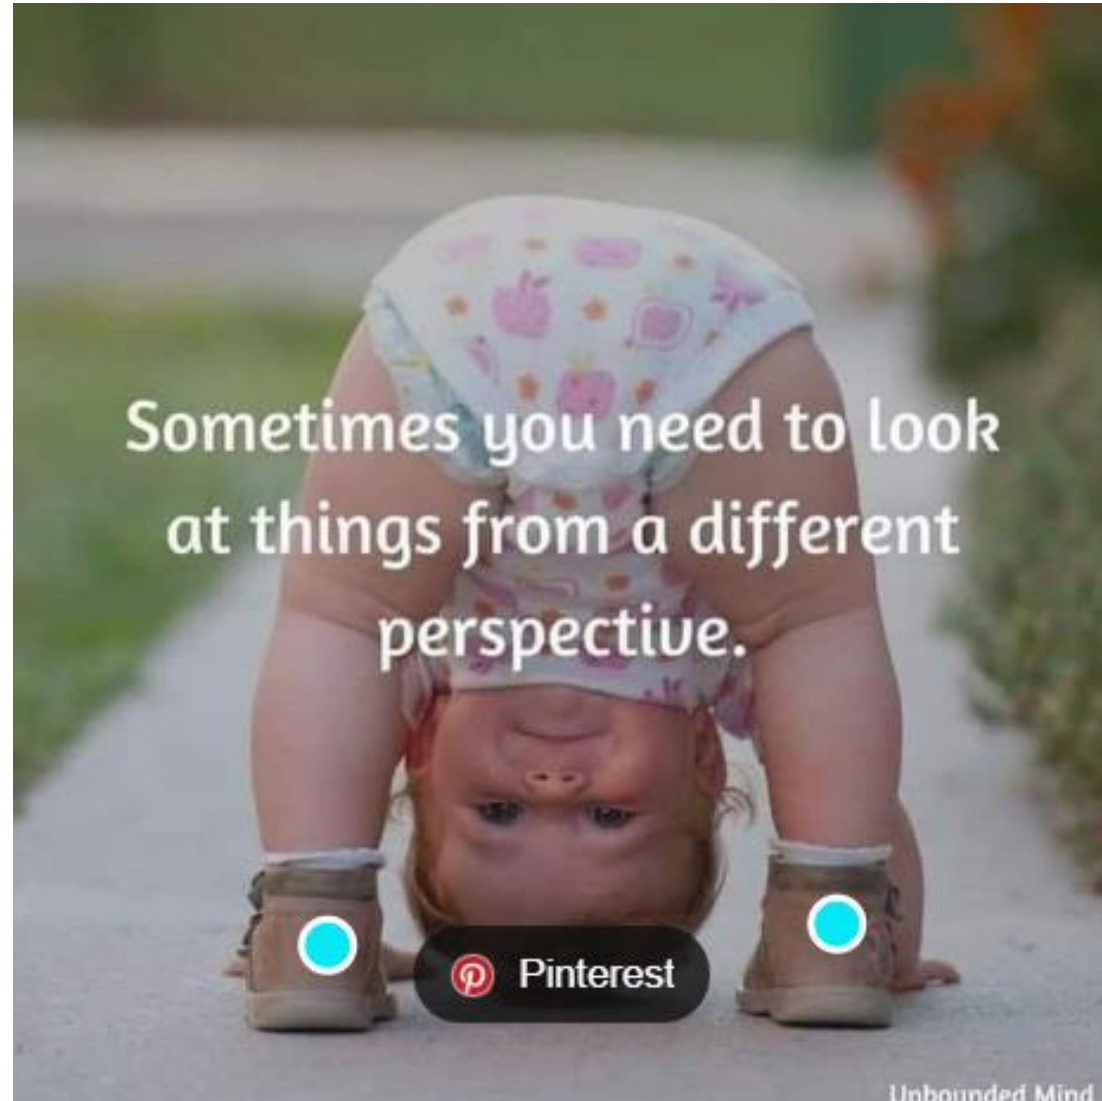 Sometimes you need to look
at things from a different
perspective.
Pinterest
Unbounded Mind